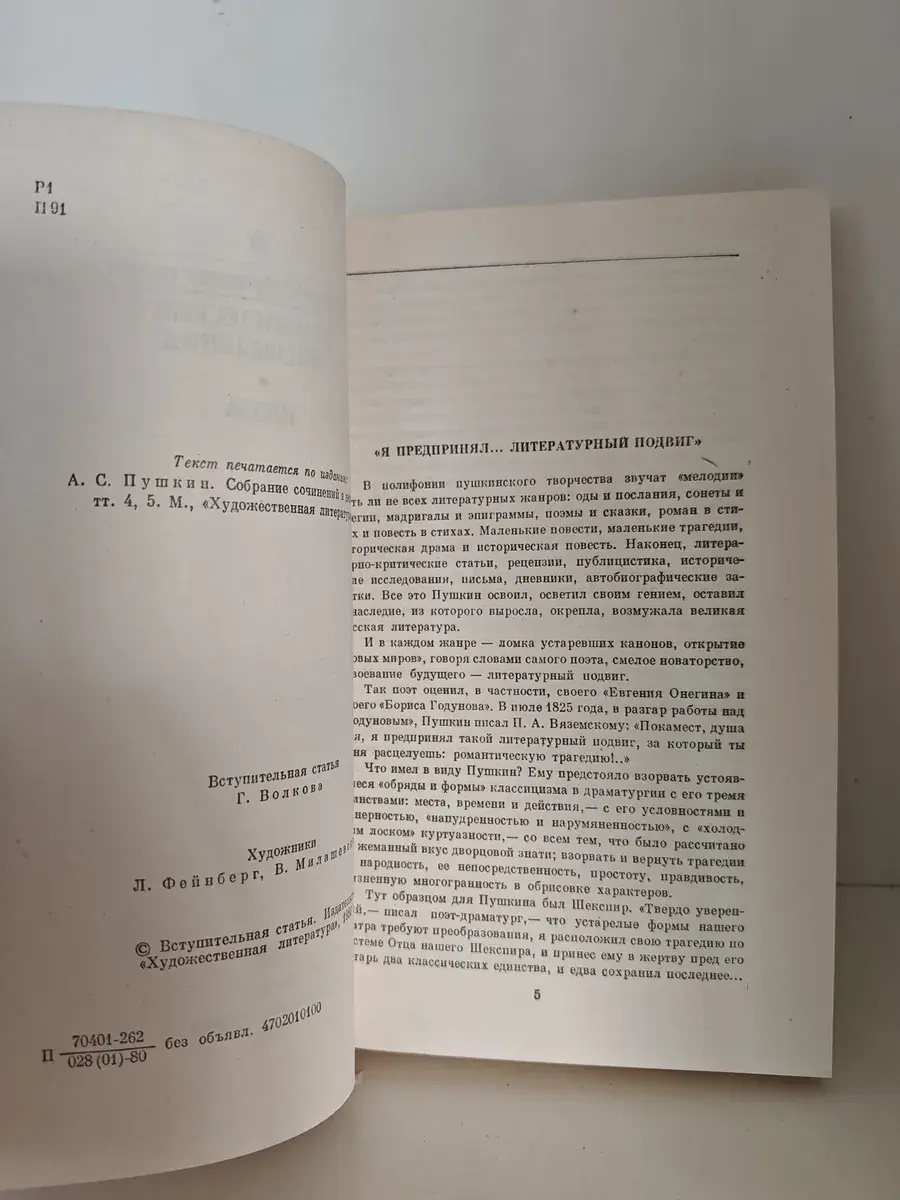 Р1
П 91
Текст печатается по издании:
А. С. Пушкин. Собрание сочинений в
тт. 4, 5. М., «Художественная литерату
Вступительная статья
Г. Волкова
Художники
Л. Фейнберг, В. Милашевс
© Вступительная статья. Издател
«Художественная литература»,
П 70401-262
028 (01)-80 без объявл. 4702010100
«Я ПРЕДПРИНЯЛ... ЛИТЕРАТУРНЫЙ ПОДВИГ»
В полифонии пушкинского творчества звучат «мелодии»
ть ли не всех литературных жанров: оды и послания, сонеты и
егии, мадригалы и эпиграммы, поэмы и сказки, роман в сти-
х и повесть в стихах. Маленькие повести, маленькие трагедии,
торическая драма и историческая повесть. Наконец, литера-
рно-критические статьи, рецензии, публицистика, историче-
ие исследования, письма, дневники, автобиографические за-
тки. Все это Пушкин освоил, осветил своим гением, оставил
наследие, из которого выросла, окрепла, возмужала великая
сская литература.
И в каждом жанре — ломка устаревших канонов, открытие
овых миров», говоря словами самого поэта, смелое новаторство,
воевание будущего — литературный подвиг.
Так поэт оценил, в частности, своего «Евгения Онегина» и
оего «Бориса Годунова». В июле 1825 года, в разгар работы над
одуновым», Пушкин писал П. А. Вяземскому: «Покамест, душа
я, я предпринял такой литературный подвиг, за который ты
ня расцелуешь: романтическую трагедию!..»
Что имел в виду Пушкин? Ему предстояло взорвать устояв-
иеся «обряды и формы» классицизма в драматургии с его тремя
инствами: места, времени и действия,— с его условностями и
нерностью, «напудренностью и нарумяненностью», с «холод-
ым лоском» куртуазности,— со всем тем, что было рассчитано
жеманный вкус дворцовой знати; взорвать и вернуть трагедии
народность, ее непосредственность, простоту, правдивость,
изненную многогранность в обрисовке характеров.
Тут образцом для Пушкина был Шекспир. «Твердо уверен-
ый,— писал поэт-драматург,— что устарелые формы нашего
атра требуют преобразования, я расположил свою трагедию по
стеме Отца нашего Шекспира, и принес ему в жертву пред его
тарь два классических единства, и едва сохранил последнее...
5